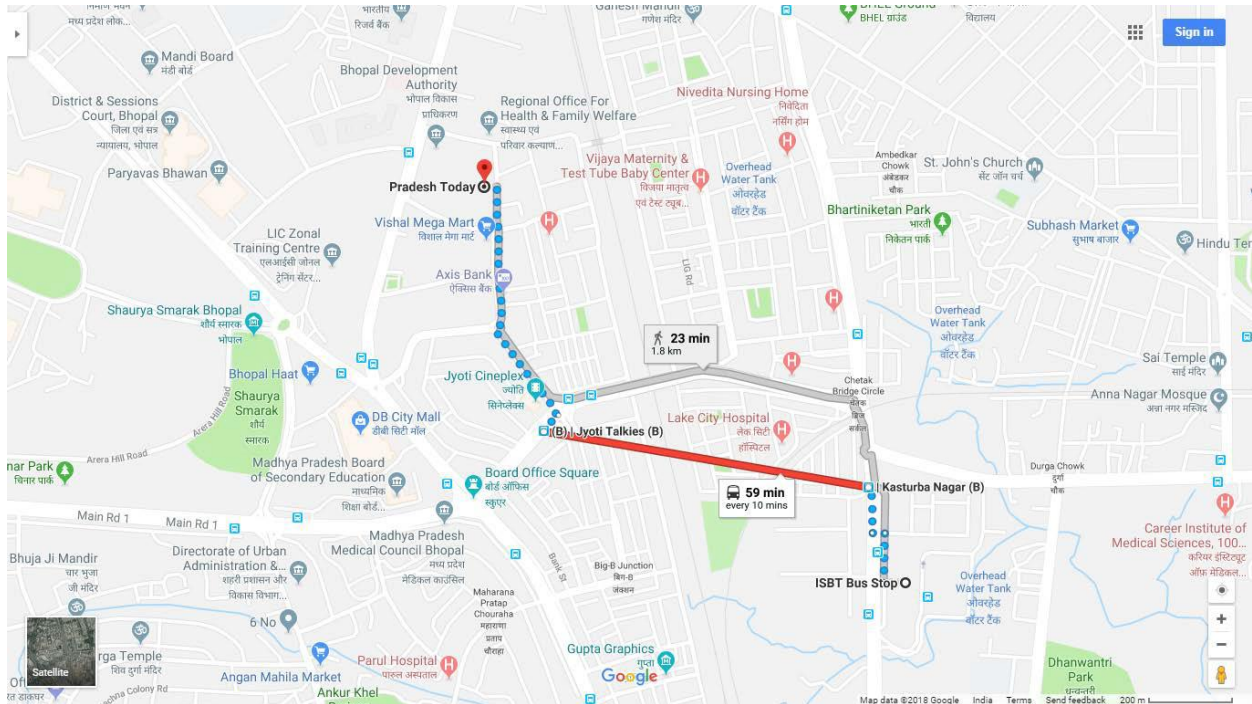 मध्य प्रदेश लोक...
भारतीय
रिजर्व बैंक
गणेश मंदिर
BHEL ग्राउंड
विद्यालय
Sign in
Mandi Board
मंडी बोर्ड
Bhopal Development
Authority
भोपाल विकास
प्राधिकरण
Regional Office For
Health & Family Welfare
स्वास्थ्य एवं
परिवार कल्याण...
Nivedita Nursing Home
निवेदिता
नर्सिंग होम
District & Sessions
Court, Bhopal
जिला एवं सत्र
न्यायालय, भोपाल
Paryavas Bhawan
Pradesh Today
Vijaya Maternity &
Test Tube Baby Center
विजया मातृत्व
एवं टेस्ट ट्यूब...
Overhead
Water Tank
ओवरहेड
वॉटर टैंक
Ambedkar
Chowk
अंबेडकर
चौक
St. John's Church
सेंट जॉन चर्च
Vishal Mega Mart
विशाल मेगा मार्ट
Bhartiniketan Park
भारती
निकेतन पार्क
Subhash Market
सुभाष बाजार
Hindu Ter
LIC Zonal
Training Centre
एलआईसी जोनल
ट्रेनिंग सेंटर...
Axis Bank
ऐक्सिस बैंक
LIG Rd
Shaurya Smarak Bhopal
शौर्य स्मारक
भोपाल
Overhead
Water Tank
ओवरहेड
वॉटर टैंक
23 min
1.8 km
Sai Temple
साई मंदिर
Bhopal Haat
Jyoti Cineplex
ज्योति
सिनेप्लेक्स
Chetak
Bridge Circle
चेतक
ब्रिज
सर्कल
Anna Nagar Mosque
अन्ना नगर मस्जिद
Shaurya
Smarak
शौर्य
स्मारक
Arera Hill Road
DB City Mall
डीबी सिटी मॉल
(B) | Jyoti Talkies (B)
Lake City Hospital
लेक सिटी
हॉस्पिटल
Arera Hill Road
nar Park
चिनार पार्क
Madhya Pradesh Board
of Secondary Education
माध्यमिक
शिक्षा बोर्ड...
Board Office Square
बोर्ड ऑफिस
स्कुएर
59 min
every 10 mins
Kasturba Nagar (B)
Durga Chowk
दुर्गा
चौक
Main Rd 1
Main Rd 1
Madhya Pradesh
Medical Council Bhopal
मध्य प्रदेश
मेडिकल काउंसिल
Career Institute of
Medical Sciences, 100...
करियर इंस्टिट्यूट
ऑफ़ मेडिकल...
Bhuja Ji Mandir
चार भुजा
जी मंदिर
Directorate of Urban
Administration &...
शहरी प्रशासन और
विकास विभाग...
Bank St
Big-B Junction
बिग-B
जंक्शन
ISBT Bus Stop
Overhead
Water Tank
ओवरहेड
वॉटर टैंक
Maharana
Pratap
Chouraha
महाराणा
प्रताप
चौराहा
6 No
Satellite
rga Temple
शिव दुर्गा मंदिर
Angan Mahila Market
Parul Hospital
पारुल अस्पताल
Gupta Graphics
गुप्ता
Google
Dhanwantri
Park
धन्वन्तरी
Ankur Khel
Map data ©2018 Google India Terms Send feedback 200 m